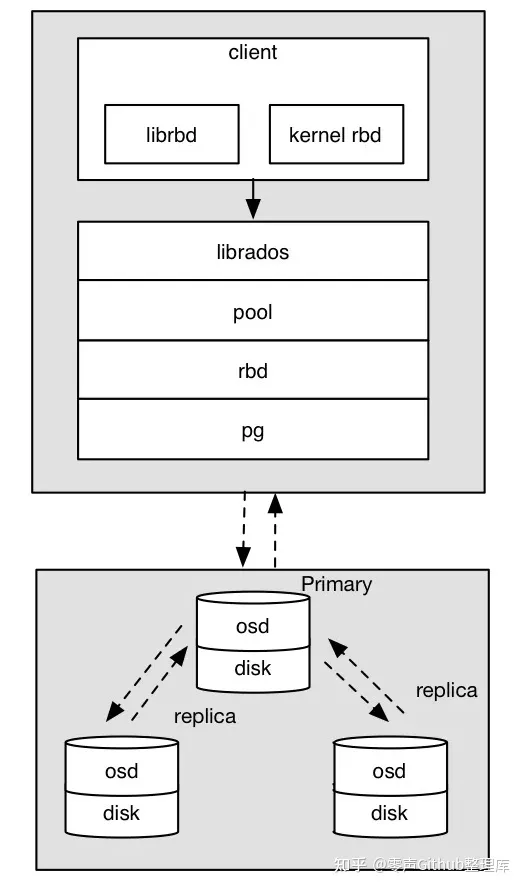 client
librbd
kernel rbd
librados
pool
rbd
pg
Primary
osd
disk
replica
replica
osd
disk
osd
disk
知乎 @零声Github整理库